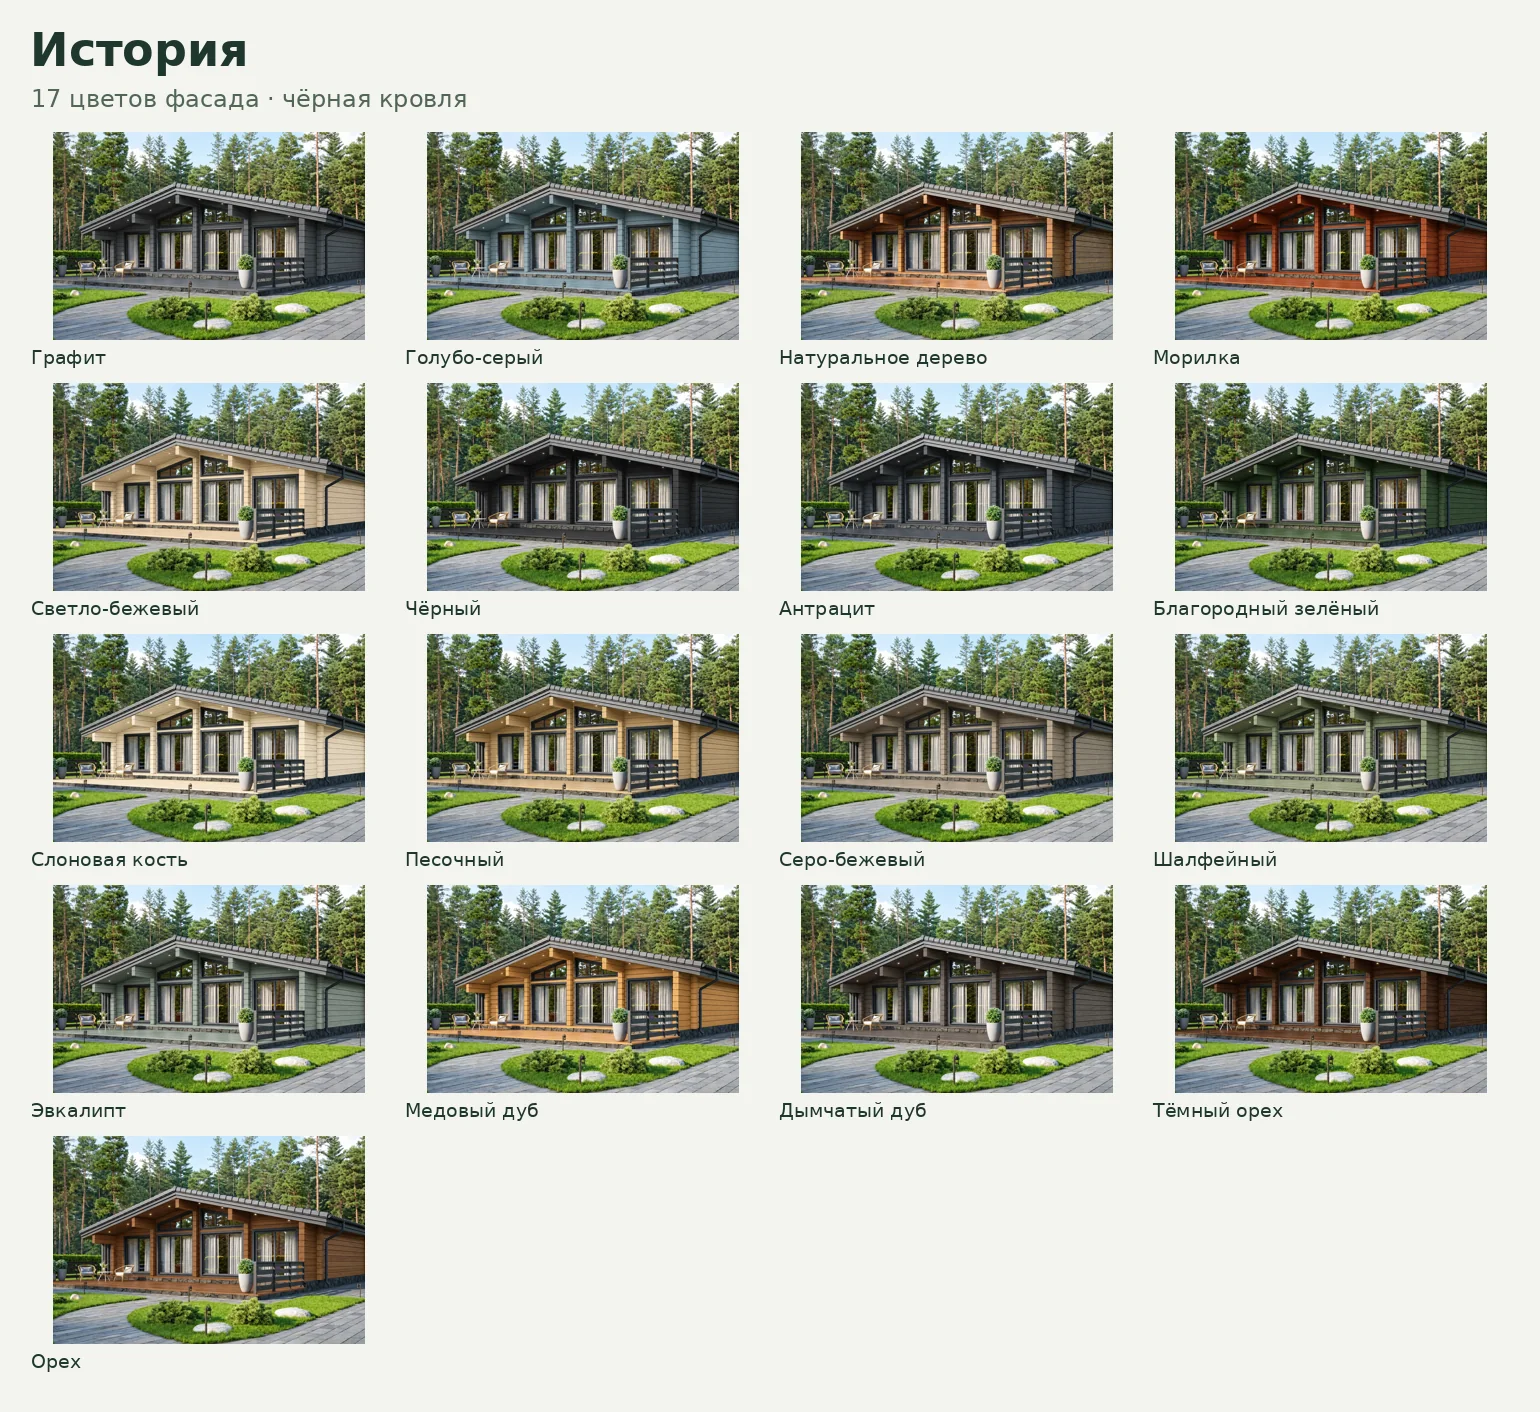 История
17 цветов фасада · чёрная кровля
Графит
Голубо-серый
Натуральное дерево
Морилка
Светло-бежевый
Чёрный
Антрацит
Благородный зелёный
Слоновая кость
Песочный
Серо-бежевый
Шалфейный
Эвкалипт
Медовый дуб
Дымчатый дуб
Тёмный орех
Орех